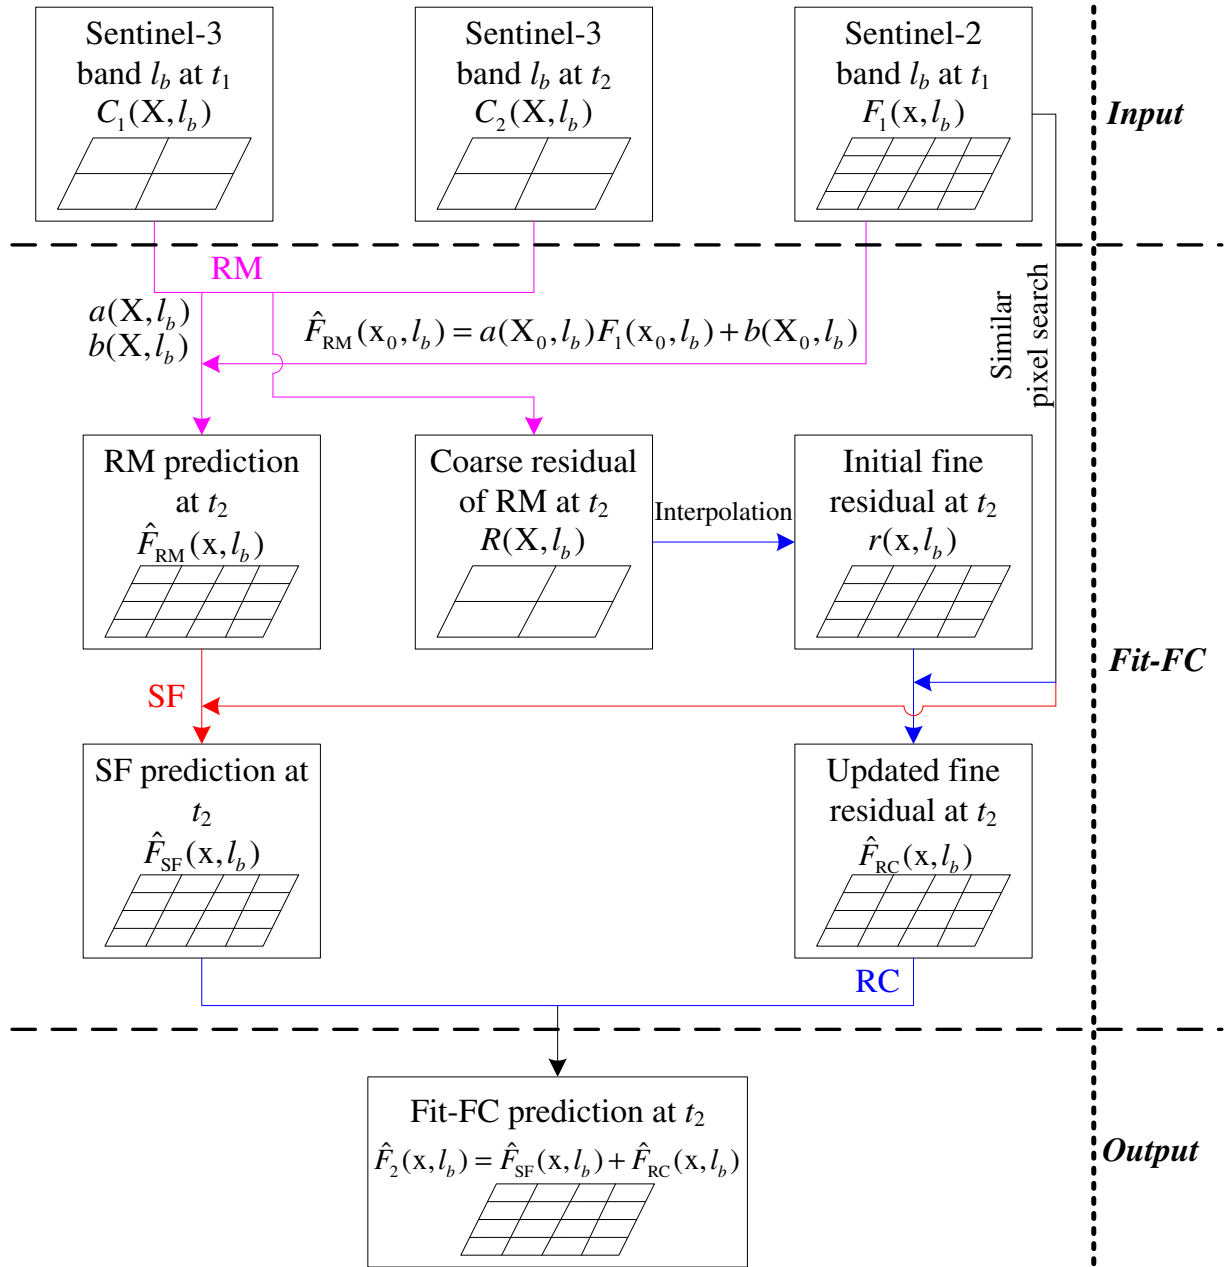 Sentinel-3
band l_b at t_1
C_1(X, l_b)
Sentinel-3
band l_b at t_2
C_2(X, l_b)
Sentinel-2
band l_b at t_1
F_1(x, l_b)
Input
RM
a(X, l_b)
b(X, l_b)
F̂_RM(x_0, l_b) = a(X_0, l_b)F_1(x_0, l_b) + b(X_0, l_b)
Similar
pixel search
RM prediction
at t_2
F̂_RM(x, l_b)
Coarse residual
of RM at t_2
R(X, l_b)
Interpolation
Initial fine
residual at t_2
r(x, l_b)
Fit-FC
SF
SF prediction at
t_2
F̂_SF(x, l_b)
Updated fine
residual at t_2
F̂_RC(x, l_b)
RC
Fit-FC prediction at t_2
F̂_2(x, l_b) = F̂_SF(x, l_b) + F̂_RC(x, l_b)
Output